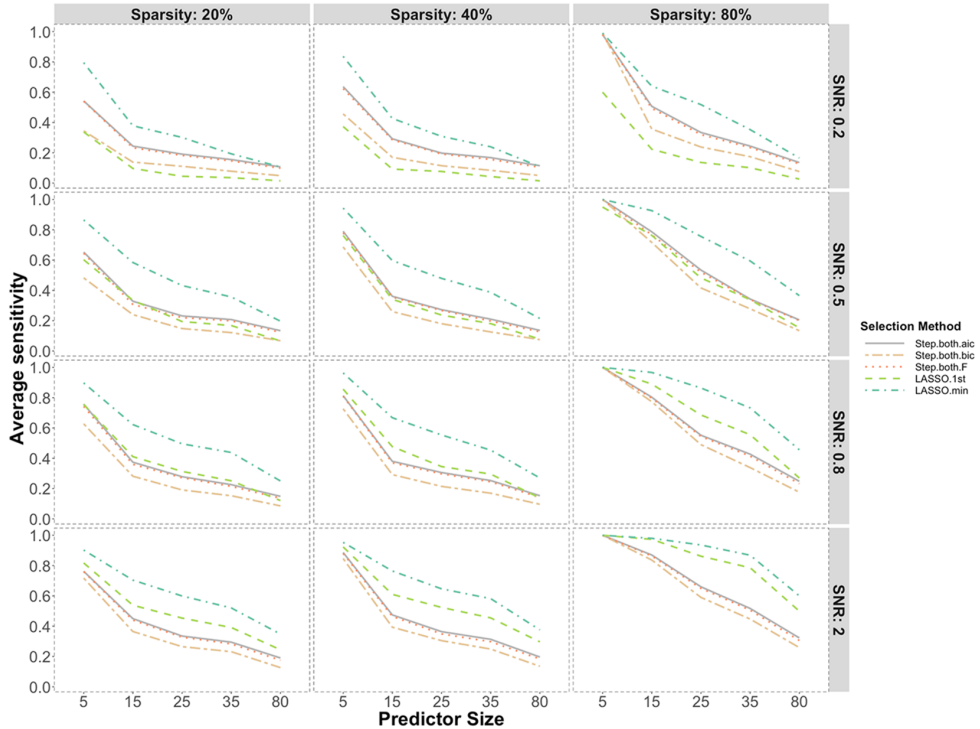 Sparsity: 20% Sparsity: 40% Sparsity: 80%
1.0
0.8
0.6
0.4
0.2
0.0
SNR: 0.2
1.0
0.8
0.6
0.4
0.2
0.0
SNR: 0.5
1.0
0.8
0.6
0.4
0.2
0.0
SNR: 0.8
1.0
0.8
0.6
0.4
0.2
0.0
SNR: 2
Average sensitivity
5 15 25 35 80 5 15 25 35 80 5 15 25 35 80
Predictor Size
Selection Method
Step.both.aic
Step.both.bic
Step.both.F
LASSO.1st
LASSO.min